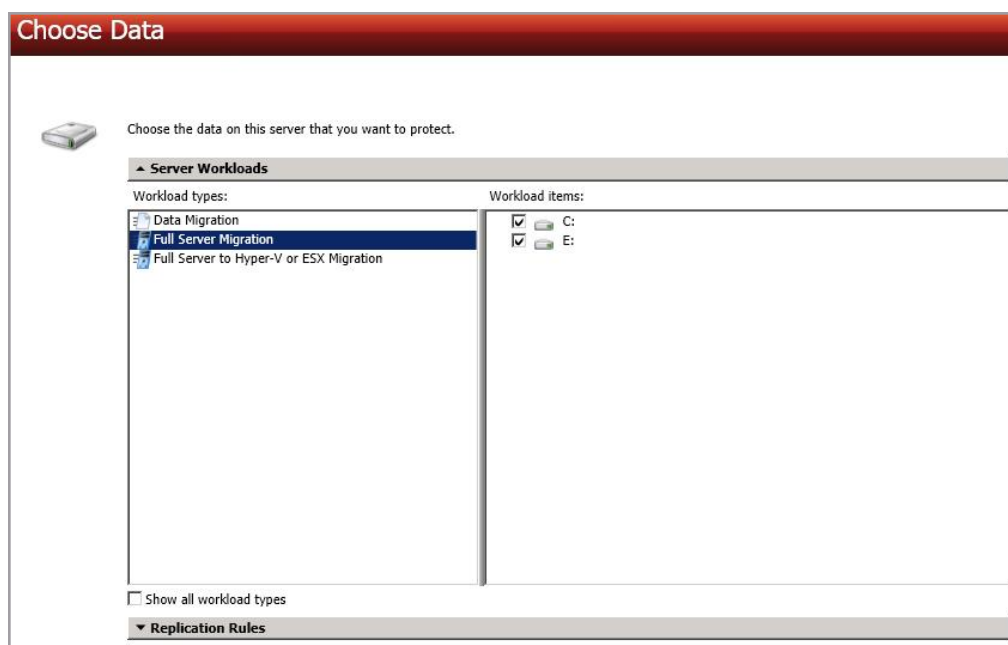 Choose Data
Choose the data on this server that you want to protect.
Server Workloads
Workload types:
Workload items:
Data Migration
Full Server Migration
Full Server to Hyper-V or ESX Migration
C:
E:
Show all workload types
Replication Rules